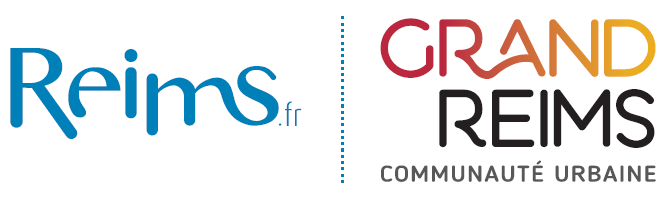 Reims.fr
GRAND
REIMS
COMMUNAUTÉ URBAINE